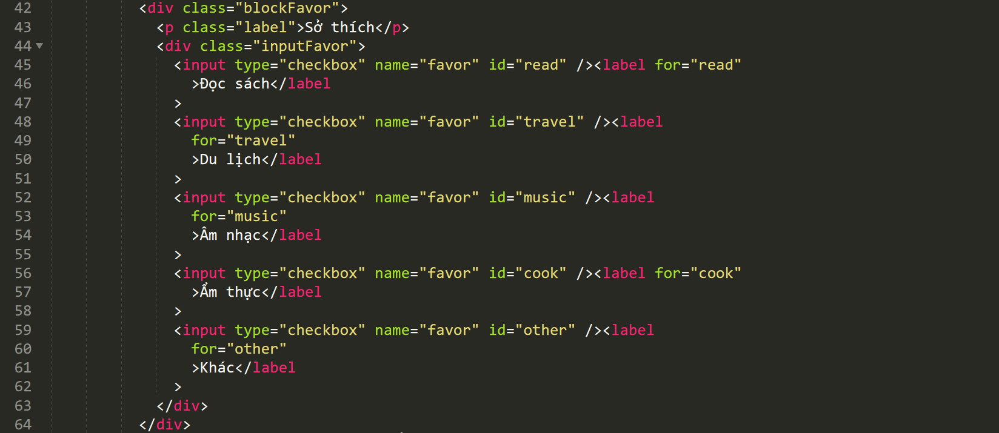 42 <div class="blockFavor">
43 <p class="label">Sở thích</p>
44 <div class="inputFavor">
45 <input type="checkbox" name="favor" id="read" /><label for="read"
46 >Đọc sách</label
47 >
48 <input type="checkbox" name="favor" id="travel" /><label
49 for="travel"
50 >Du lịch</label
51 >
52 <input type="checkbox" name="favor" id="music" /><label
53 for="music"
54 >Âm nhạc</label
55 >
56 <input type="checkbox" name="favor" id="cook" /><label for="cook"
57 >Ẩm thực</label
58 >
59 <input type="checkbox" name="favor" id="other" /><label
60 for="other"
61 >Khác</label
62 >
63 </div>
64 </div>